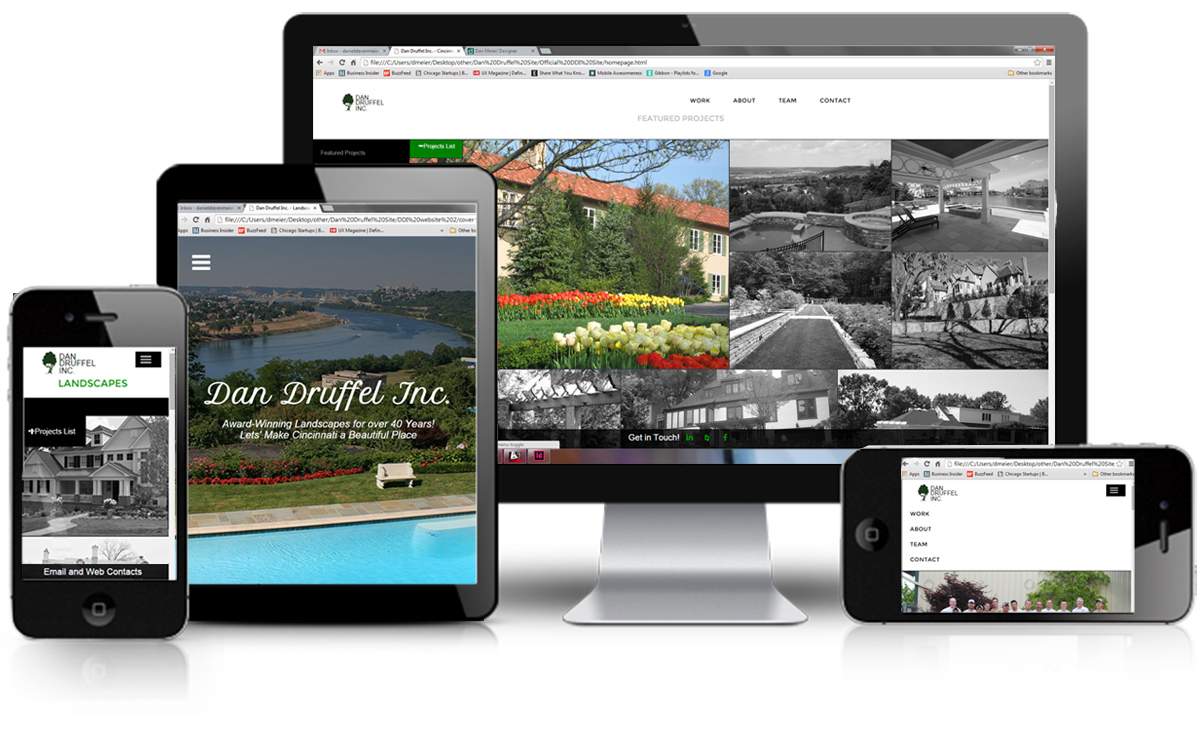 Inbox - danieldavemeier
Dan Druffel Inc. - Cincinn
Dan Meier/ Designer
file:///C:/Users/dmeier/Desktop/other/Dan%20Druffel%20Site/Official%20DDI%20Site/homepage.html
Apps Business Insider BuzzFeed Chicago Startups | B... UX Magazine | Defin... Share What You Kno... Mobile Awesomeness Gibbon - Playlists fo... Google Other bookmarks
DAN
DRUFFEL
INC.
WORK ABOUT TEAM CONTACT
FEATURED PROJECTS
Featured Projects
Projects List
Get in Touch!
Dan Druffel Inc. - Landsca
file:///C:/Users/dmeier/Desktop/other/Dan%20Druffel%20Site/DDI%20website%202/cover
Apps Business Insider BuzzFeed Chicago Startups | B... UX Magazine | Defin... » Other bo
Dan Druffel Inc.
Award-Winning Landscapes for over 40 Years!
Lets' Make Cincinnati a Beautiful Place
DAN
DRUFFEL
INC.
LANDSCAPES
Projects List
Email and Web Contacts
file:///C:/Users/dmeier/Desktop/other/Dan%20Druffel%20Site
Apps Business Insider BuzzFeed Chicago Startups | B... » Other bookmarks
DAN
DRUFFEL
INC.
WORK
ABOUT
TEAM
CONTACT